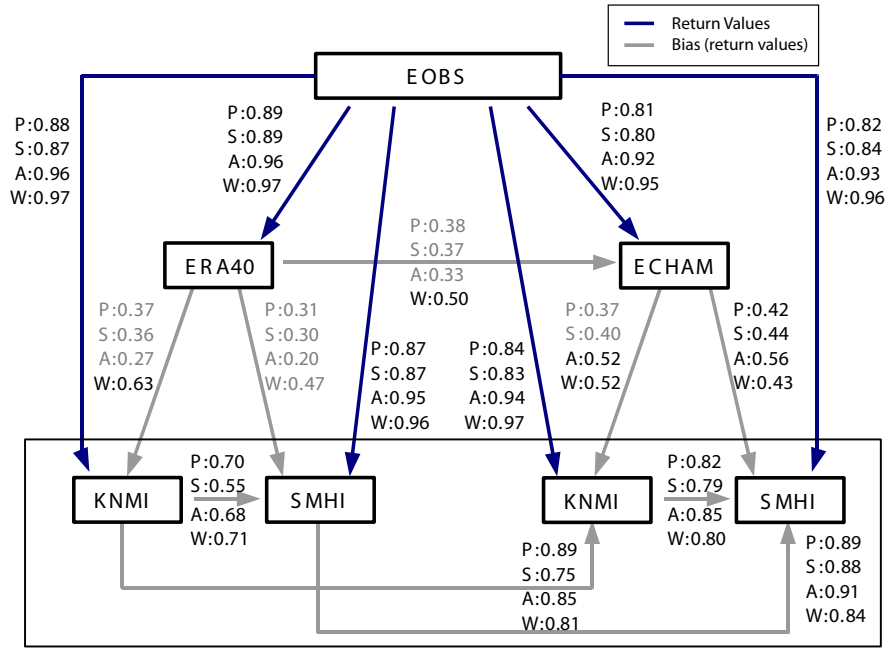 Return Values
Bias (return values)
EOBS
P:0.88
S:0.87
A:0.96
W:0.97
P:0.89
S:0.89
A:0.96
W:0.97
P:0.81
S:0.80
A:0.92
W:0.95
P:0.82
S:0.84
A:0.93
W:0.96
ERA40
P:0.38
S:0.37
A:0.33
W:0.50
ECHAM
P:0.37
S:0.36
A:0.27
W:0.63
P:0.31
S:0.30
A:0.20
W:0.47
P:0.87
S:0.87
A:0.95
W:0.96
P:0.84
S:0.83
A:0.94
W:0.97
P:0.37
S:0.40
A:0.52
W:0.52
P:0.42
S:0.44
A:0.56
W:0.43
KNMI
P:0.70
S:0.55
A:0.68
W:0.71
SMHI
KNMI
P:0.82
S:0.79
A:0.85
W:0.80
SMHI
P:0.89
S:0.75
A:0.85
W:0.81
P:0.89
S:0.88
A:0.91
W:0.84